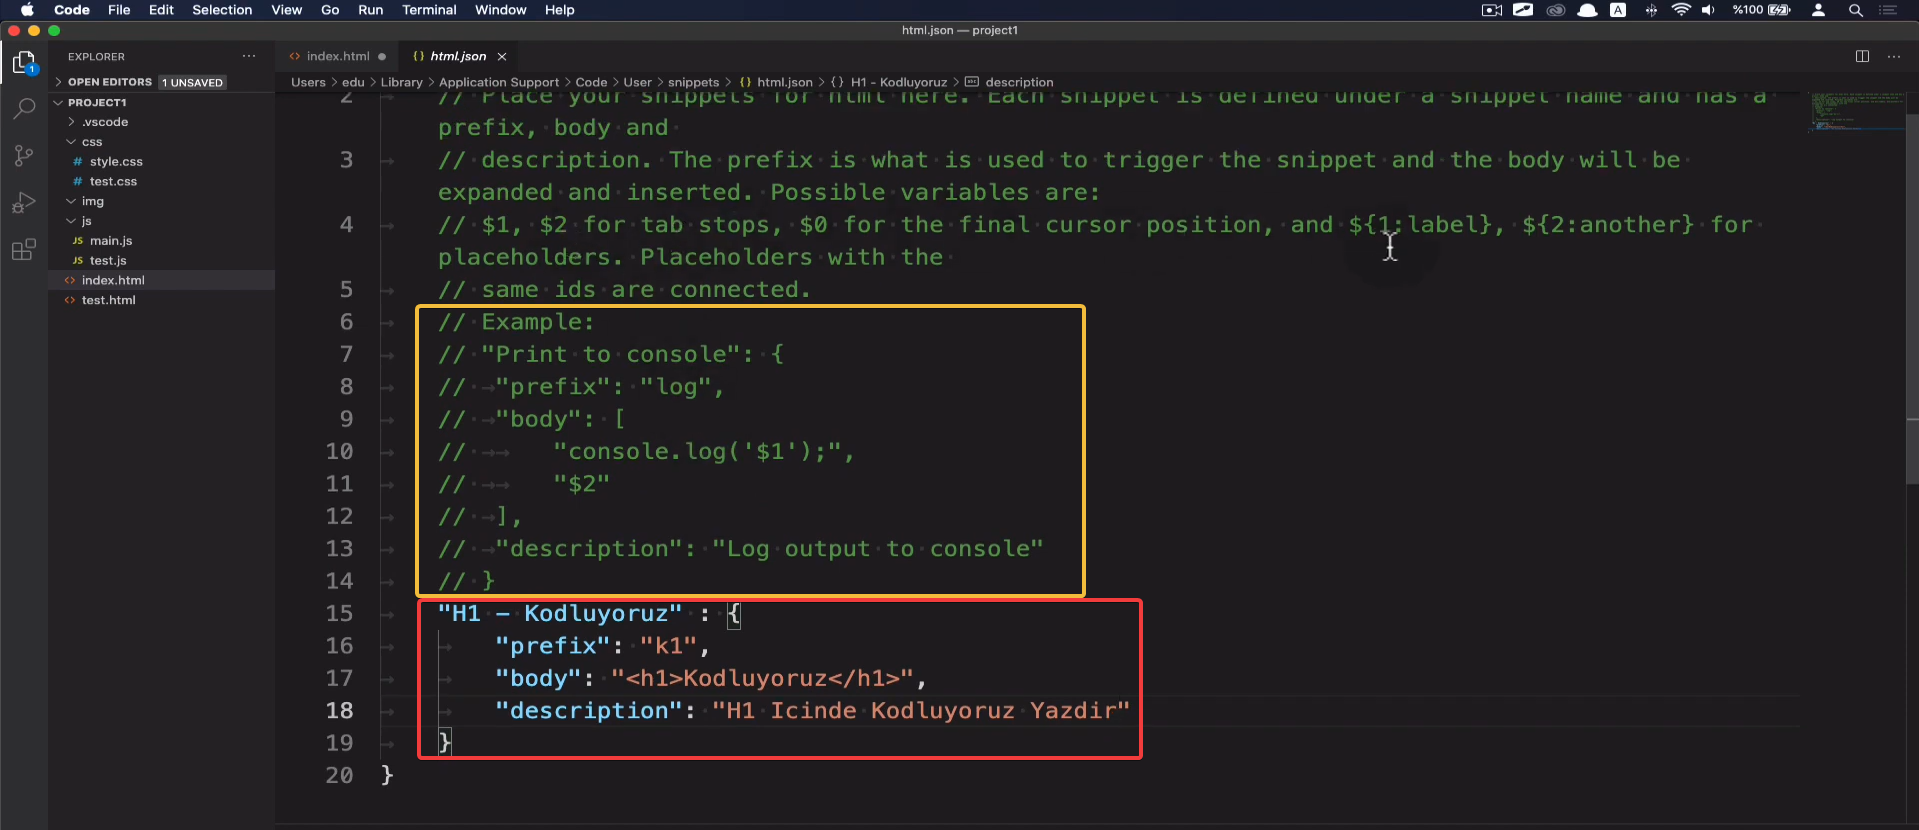 Code File Edit Selection View Go Run Terminal Window Help
A %100
html.json — project1
EXPLORER ...
index.html
{} html.json
OPEN EDITORS 1 UNSAVED
Users > edu > Library > Application Support > Code > User > snippets > {} html.json > {} H1 - Kodluyoruz > description
PROJECT1
.vscode
css
# style.css
# test.css
img
js
JS main.js
JS test.js
index.html
test.html
1
2 // Place your snippets for html here. Each snippet is defined under a snippet name and has a
prefix, body and
3 // description. The prefix is what is used to trigger the snippet and the body will be
expanded and inserted. Possible variables are:
4 // $1, $2 for tab stops, $0 for the final cursor position, and ${1:label}, ${2:another} for
placeholders. Placeholders with the
5 // same ids are connected.
6 // Example:
7 // "Print to console": {
8 // "prefix": "log",
9 // "body": [
10 // "console.log('$1');",
11 // "$2"
12 // ],
13 // "description": "Log output to console"
14 // }
15 "H1 - Kodluyoruz" : {
16 "prefix": "k1",
17 "body": "<h1>Kodluyoruz</h1>",
18 "description": "H1 Icinde Kodluyoruz Yazdir"
19 }
20 }